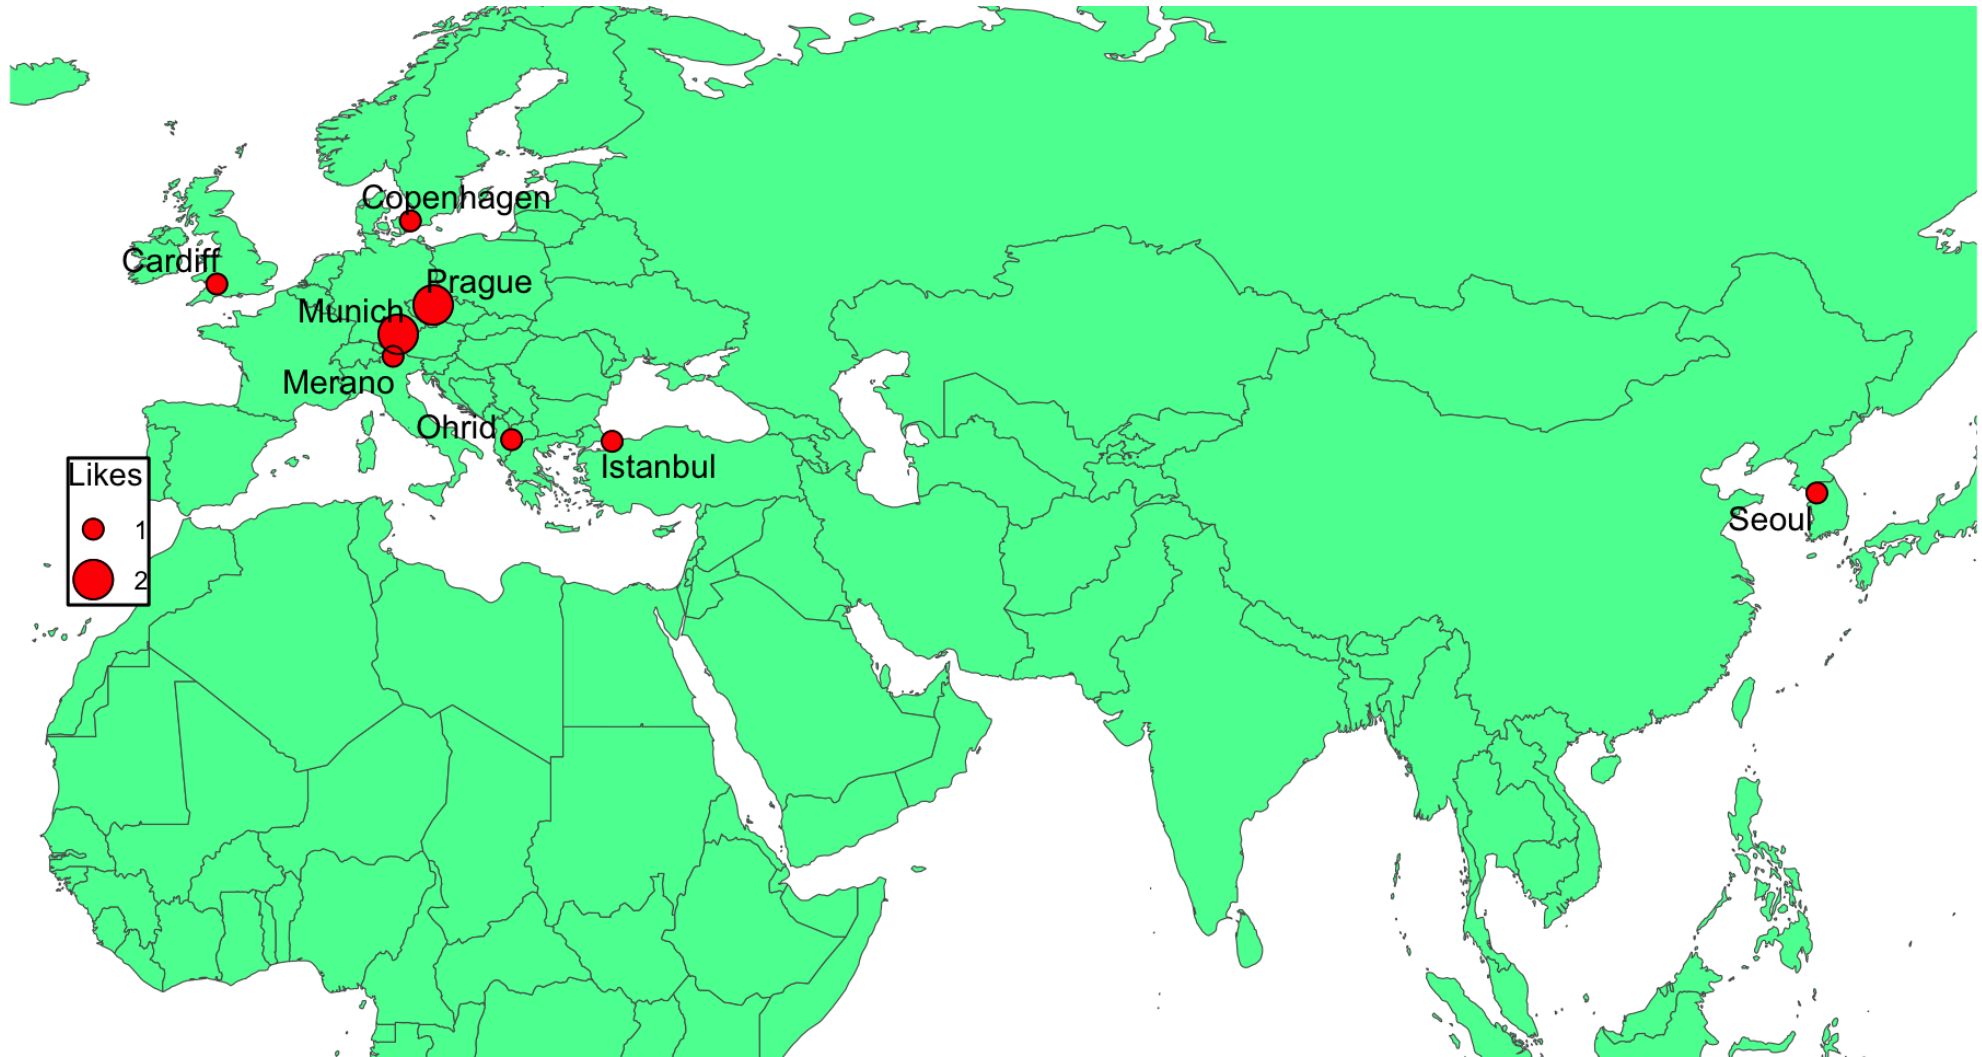 Copenhagen
Cardiff
Prague
Munich
Merano
Ohrid
Istanbul
Likes
1
2
Seoul